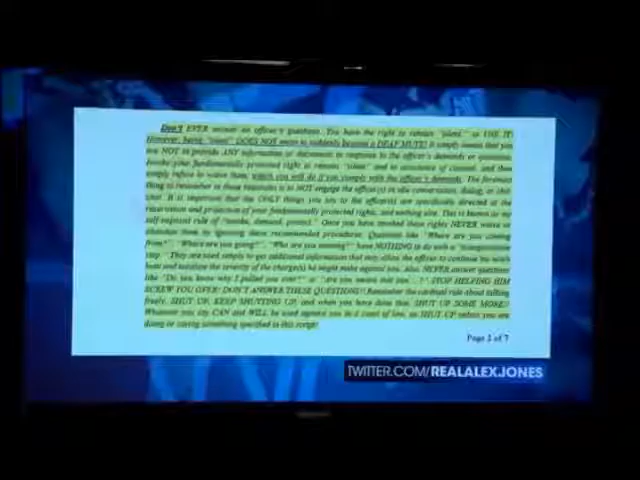 Don't EVER answer an officer's questions. You have the right to remain "silent" so USE IT!
However, being "silent" DOES NOT mean to suddenly become a DEAF MUTE! It simply means that you
are NOT to provide ANY information or documents in response to the officer's demands or questions.
Invoke your fundamentally protected right to remain "silent" and to assistance of counsel, and then
simply refuse to waive them, which you will do if you comply with the officer's demands. The foremost
thing to remember in these instances is to NOT engage the officer(s) in idle conversation, dialog, or chit
chat. It is important that the ONLY things you say to the officer(s) are specifically directed at the
reservation and protection of your fundamentally protected rights, and nothing else. This is known as my
self-imposed rule of "invoke, demand, protect." Once you have invoked these rights NEVER waive or
abandon them by ignoring these recommended procedures. Questions like "Where are you coming
from?", "Where are you going?", "Who are you seeing?" have NOTHING to do with a "transportation"
stop. They are used simply to get additional information that may allow the officer to continue his witch
hunt and escalate the severity of the charge(s) he might make against you. Also, NEVER answer questions
like "Do you know why I pulled you over?" or "Are you aware that you...?" STOP HELPING HIM
SCREW YOU OVER! DON'T ANSWER THESE QUESTIONS!! Remember the cardinal rule about talking
freely. SHUT UP, KEEP SHUTTING UP, and when you have done that, SHUT UP SOME MORE!!
Whatever you say CAN and WILL be used against you in a court of law, so SHUT UP unless you are
doing or saying something specified in this script!
Page 2 of 7
TWITTER.COM/REALALEXJONES